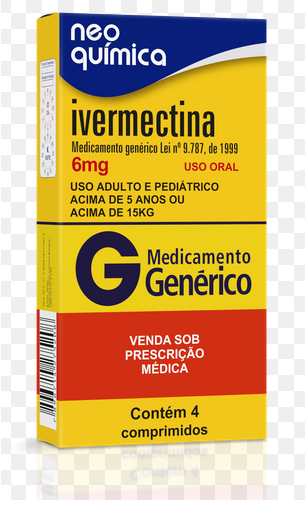 neo
química
ivermectina
Medicamento genérico Lei nº 9.787, de 1999
6mg
USO ORAL
USO ADULTO E PEDIÁTRICO
ACIMA DE 5 ANOS OU
ACIMA DE 15KG
G Medicamento
Genérico
VENDA SOB
PRESCRIÇÃO
MÉDICA
Contém 4
comprimidos